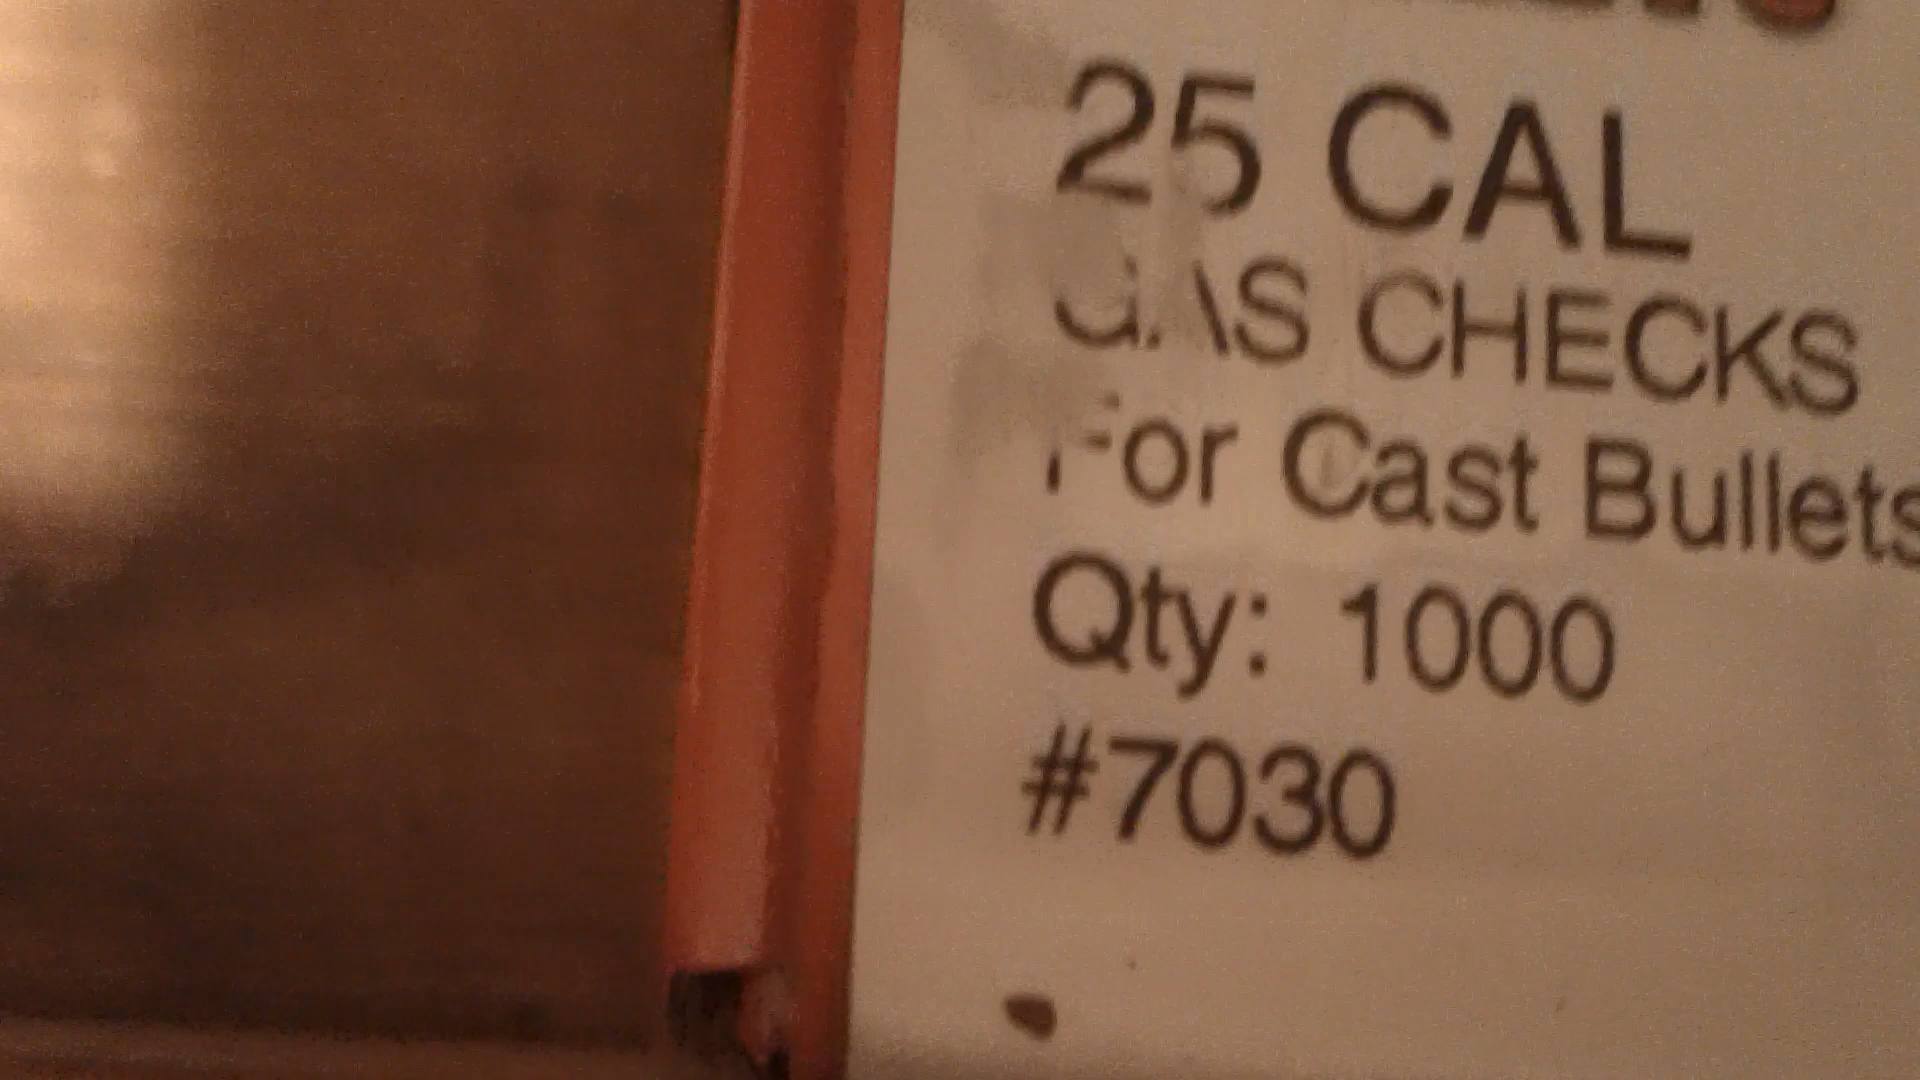 25 CAL
GAS CHECKS
For Cast Bullets
Qty: 1000
#7030